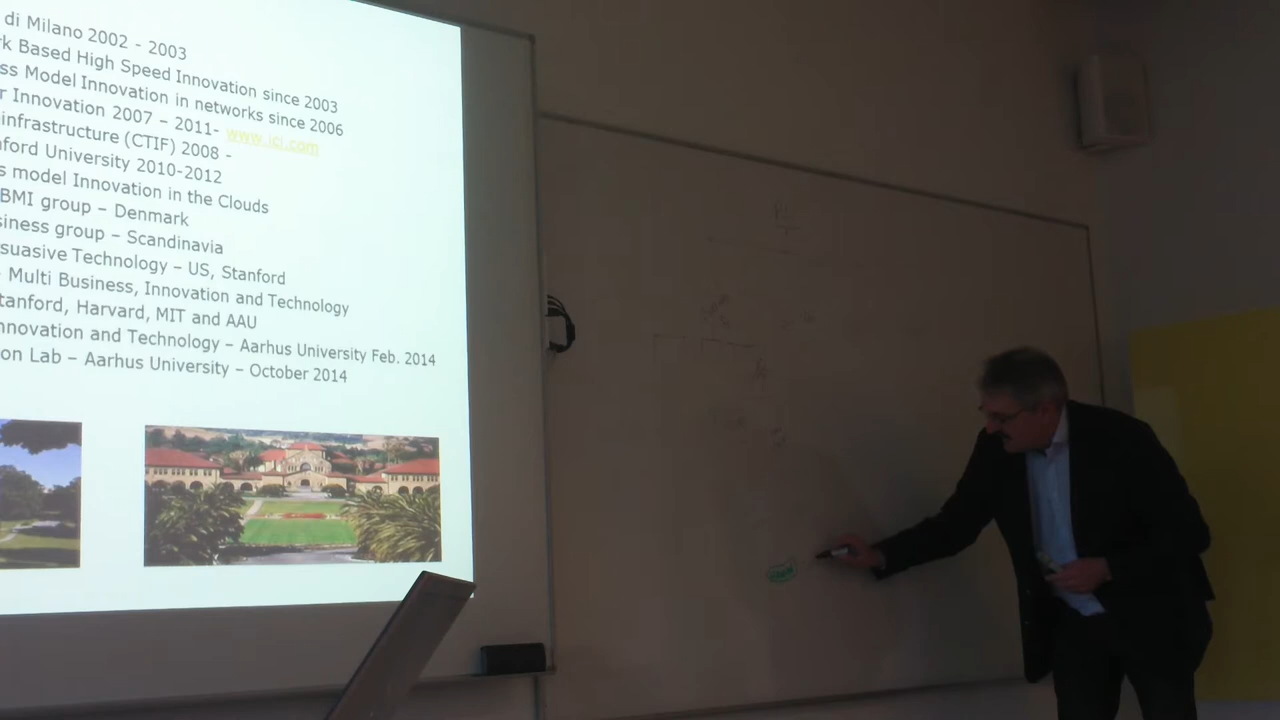 di Milano 2002 - 2003
rk Based High Speed Innovation since 2003
ss Model Innovation in networks since 2006
r Innovation 2007 – 2011- www.ici.com
infrastructure (CTIF) 2008 -
nford University 2010-2012
s model Innovation in the Clouds
BMI group – Denmark
siness group – Scandinavia
suasive Technology – US, Stanford
- Multi Business, Innovation and Technology
tanford, Harvard, MIT and AAU
nnovation and Technology – Aarhus University Feb. 2014
on Lab – Aarhus University – October 2014